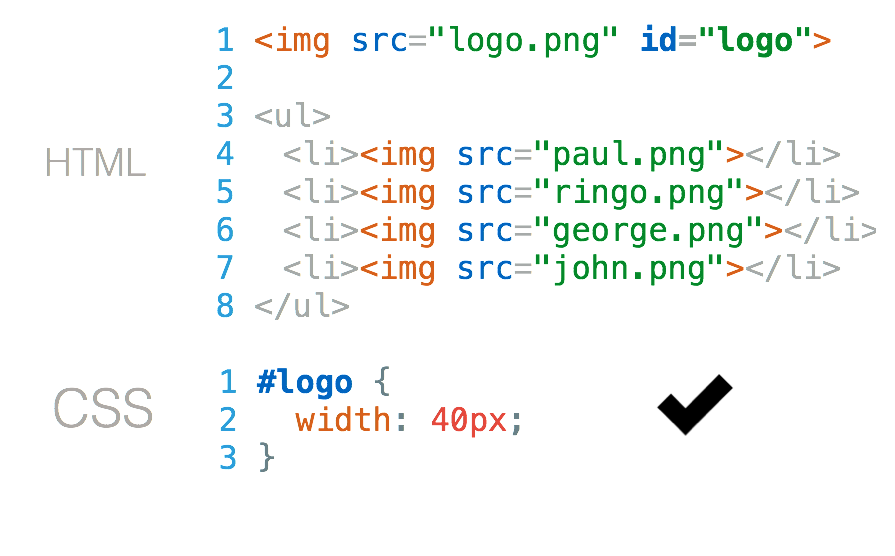 HTML
1 <img src="logo.png" id="logo">
2
3 <ul>
4   <li><img src="paul.png"></li>
5   <li><img src="ringo.png"></li>
6   <li><img src="george.png"></li>
7   <li><img src="john.png"></li>
8 </ul>
CSS
1 #logo {
2   width: 40px;
3 }